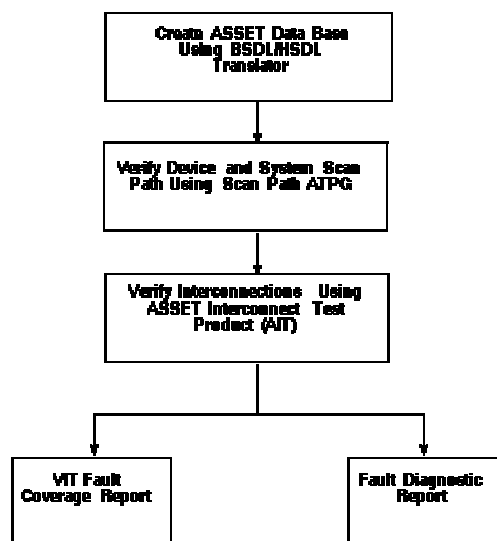 Create ASSET Data Base
Using BSDL/HSDL
Translator
Verify Device and System Scan
Path Using Scan Path ATPG
Verify Interconnections Using
ASSET Interconnect Test
Product (AIT)
VIT Fault
Coverage Report
Fault Diagnostic
Report